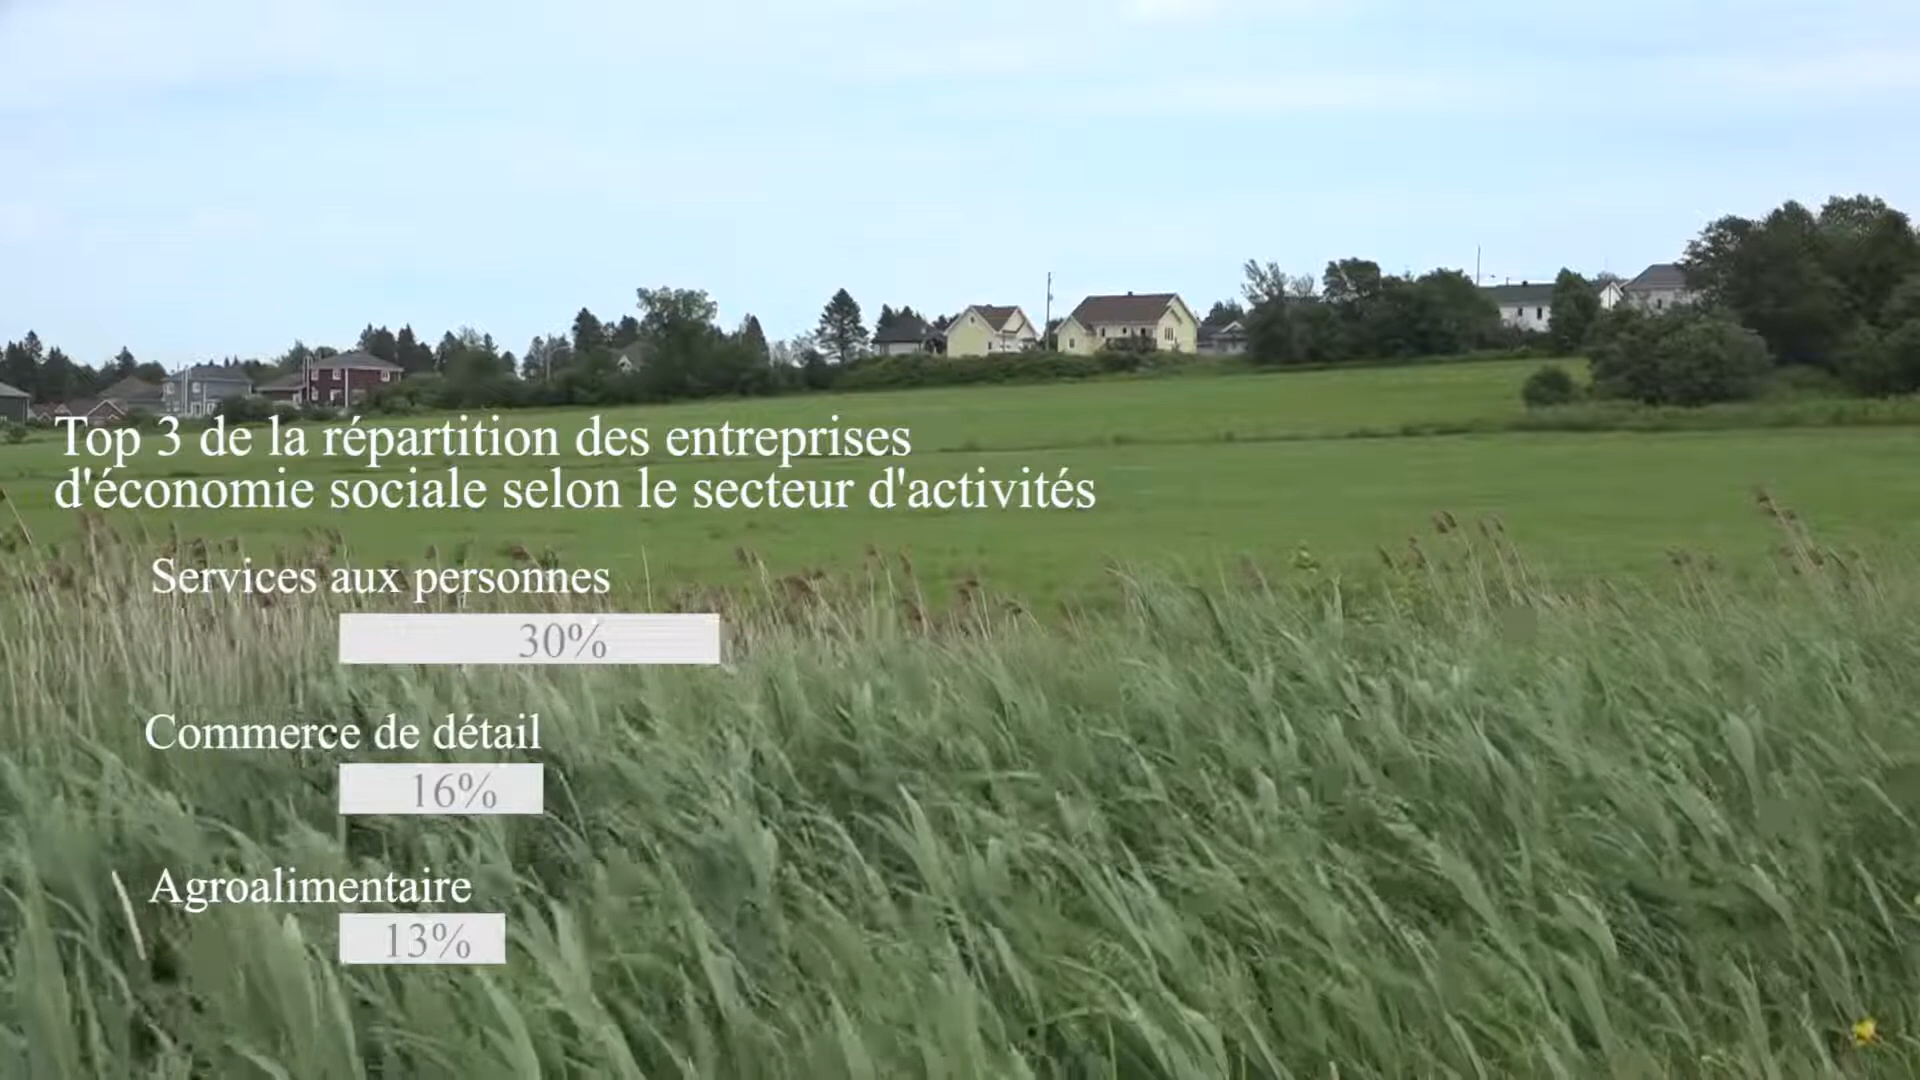 Top 3 de la répartition des entreprises
d'économie sociale selon le secteur d'activités
Services aux personnes
30%
Commerce de détail
16%
Agroalimentaire
13%